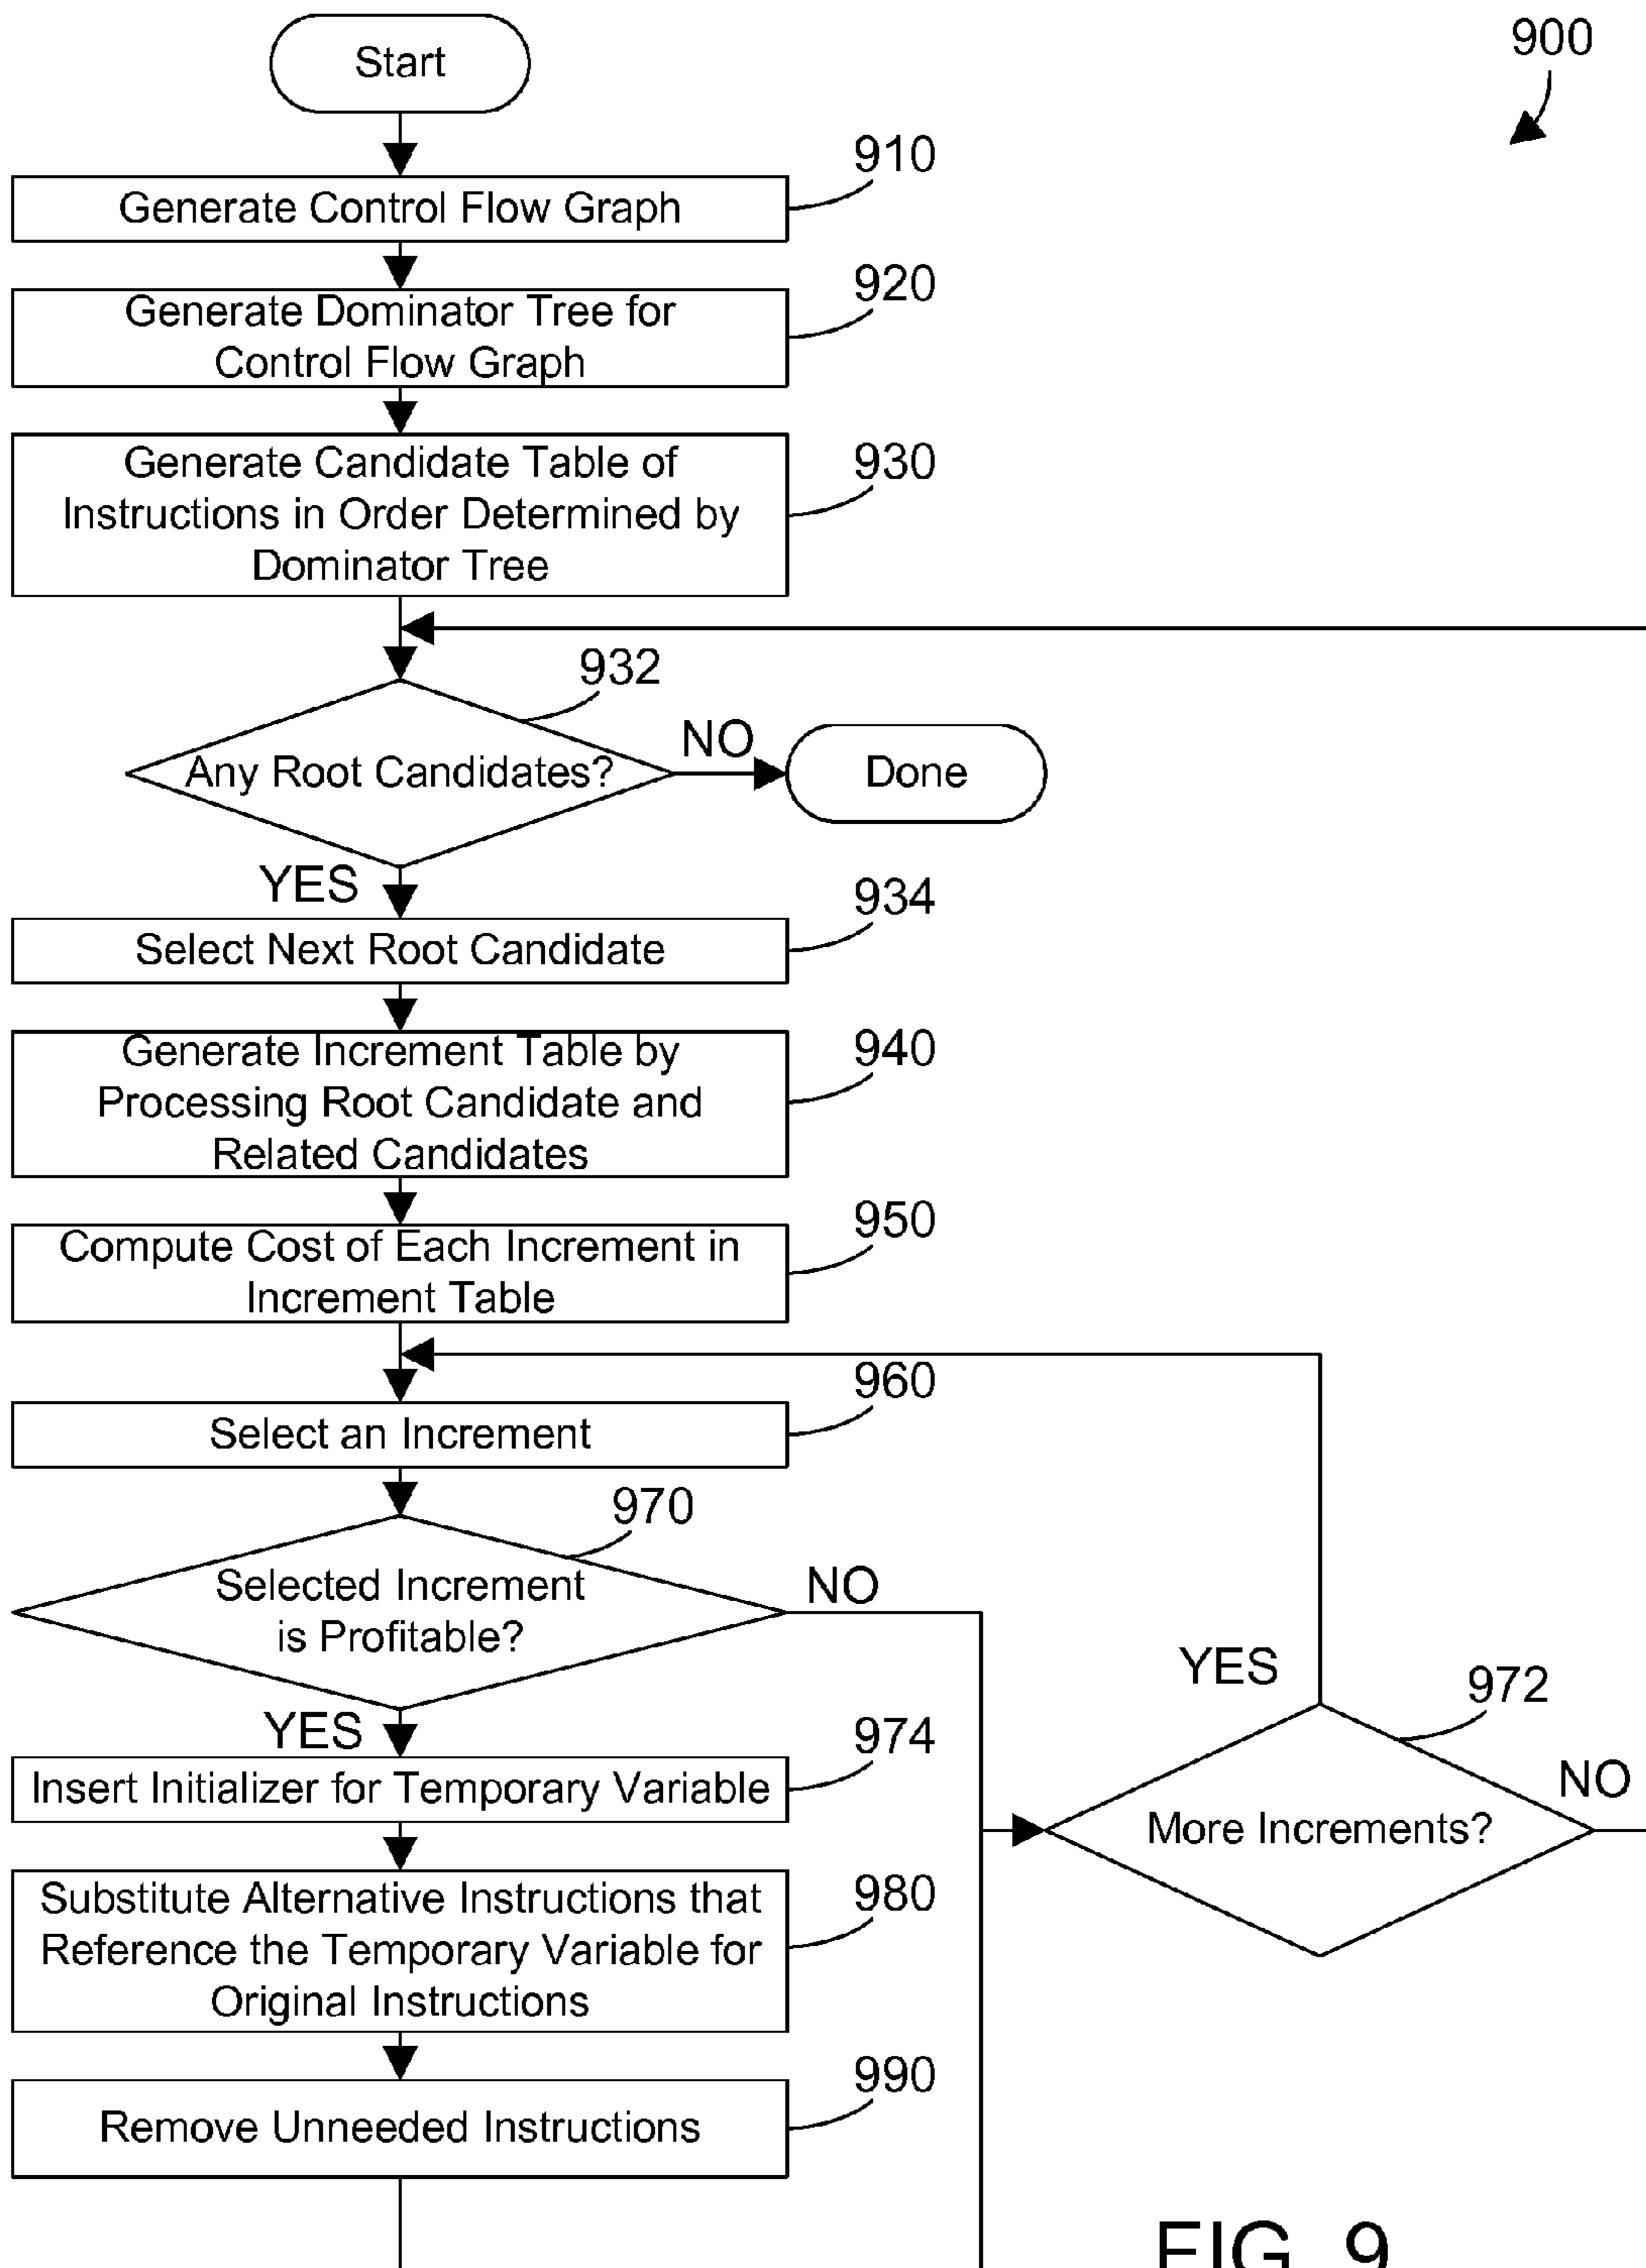 Start
900
910
Generate Control Flow Graph
920
Generate Dominator Tree for
Control Flow Graph
930
Generate Candidate Table of
Instructions in Order Determined by
Dominator Tree
932
Any Root Candidates?
NO
Done
YES
934
Select Next Root Candidate
940
Generate Increment Table by
Processing Root Candidate and
Related Candidates
950
Compute Cost of Each Increment in
Increment Table
960
Select an Increment
970
Selected Increment
is Profitable?
NO
YES
972
More Increments?
NO
YES
974
Insert Initializer for Temporary Variable
980
Substitute Alternative Instructions that
Reference the Temporary Variable for
Original Instructions
990
Remove Unneeded Instructions
FIG. 9